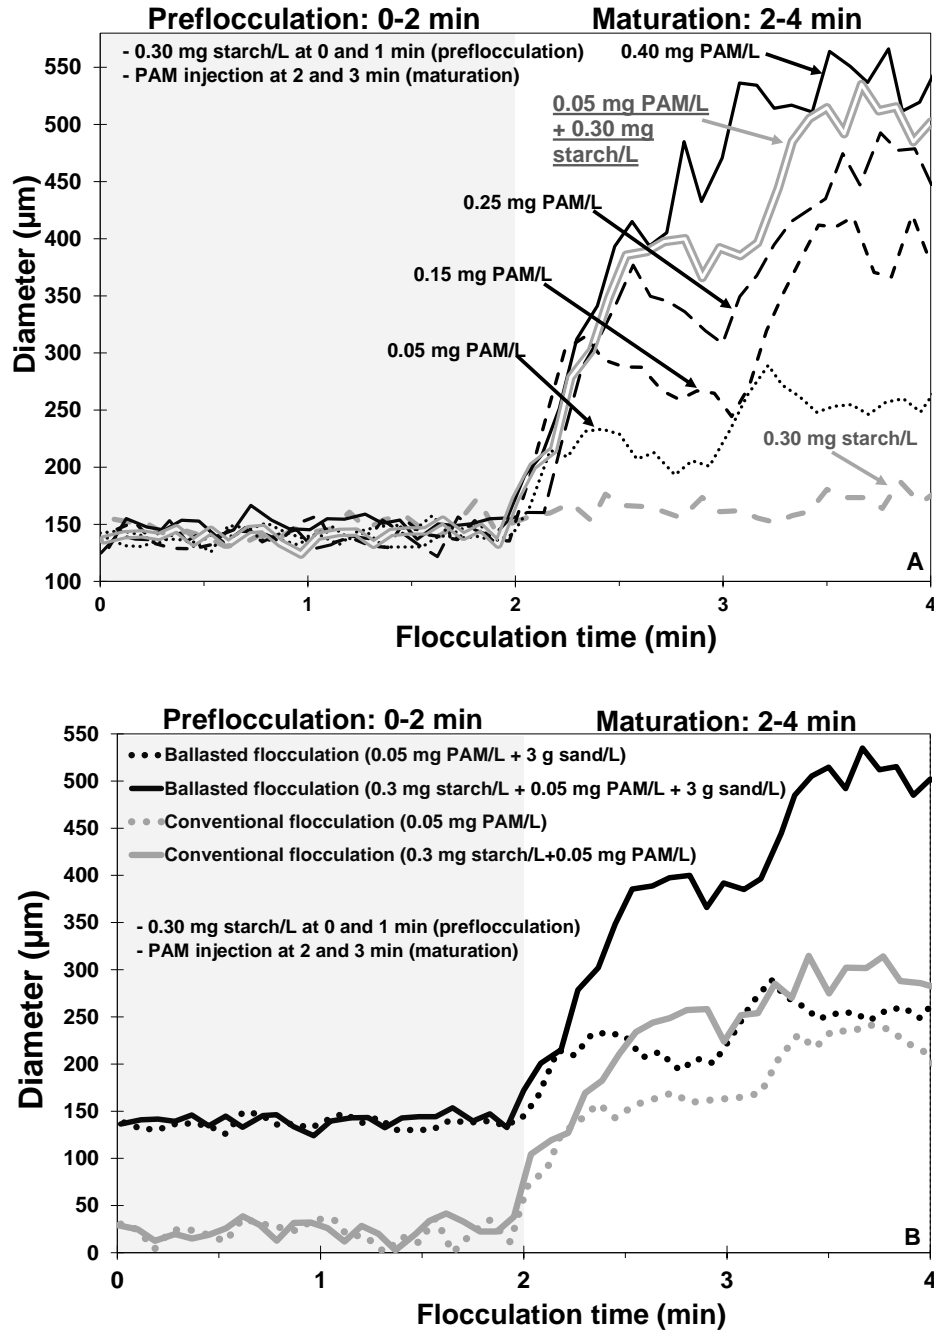 Preflocculation: 0-2 min
Maturation: 2-4 min
- 0.30 mg starch/L at 0 and 1 min (preflocculation)
- PAM injection at 2 and 3 min (maturation)
0.40 mg PAM/L
0.05 mg PAM/L
+ 0.30 mg
starch/L
0.25 mg PAM/L
0.15 mg PAM/L
0.05 mg PAM/L
0.30 mg starch/L
A
Diameter (µm)
550
500
450
400
350
300
250
200
150
100
0
1
2
3
4
Flocculation time (min)
Preflocculation: 0-2 min
Maturation: 2-4 min
Ballasted flocculation (0.05 mg PAM/L + 3 g sand/L)
Ballasted flocculation (0.3 mg starch/L + 0.05 mg PAM/L + 3 g sand/L)
Conventional flocculation (0.05 mg PAM/L)
Conventional flocculation (0.3 mg starch/L+0.05 mg PAM/L)
- 0.30 mg starch/L at 0 and 1 min (preflocculation)
- PAM injection at 2 and 3 min (maturation)
B
Diameter (µm)
550
500
450
400
350
300
250
200
150
100
50
0
0
1
2
3
4
Flocculation time (min)